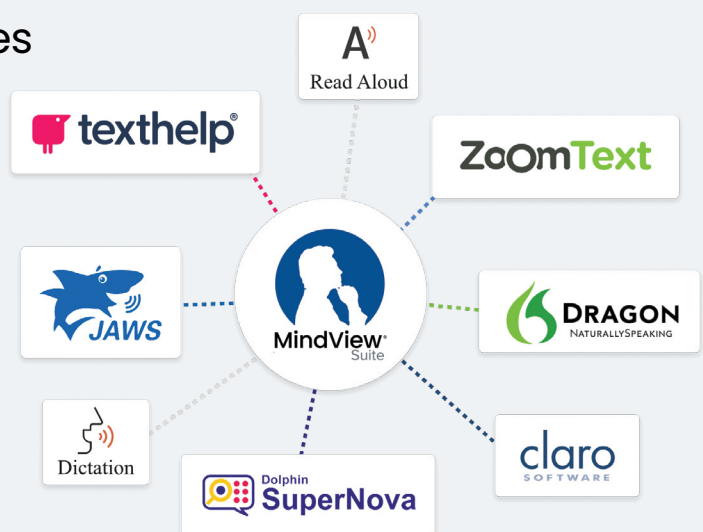 es
A
Read Aloud
texthelp®
ZoomText
JAWS
MindView®
Suite
DRAGON
NATURALLYSPEAKING
Dictation
Dolphin
SuperNova
claro
SOFTWARE